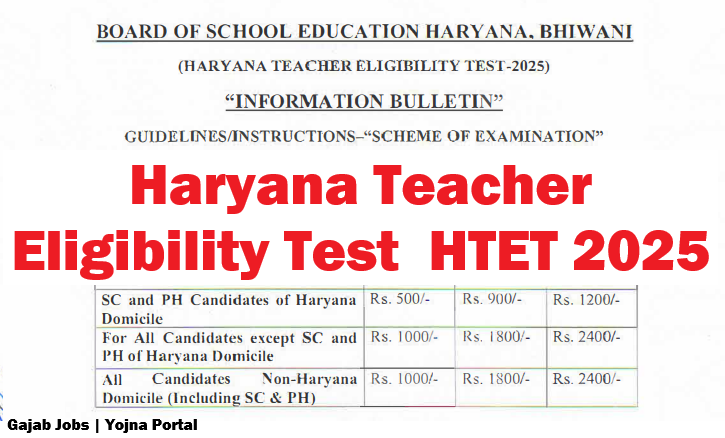 BOARD OF SCHOOL EDUCATION HARYANA, BHIWANI
(HARYANA TEACHER ELIGIBILITY TEST-2025)
“INFORMATION BULLETIN”
GUIDELINES/INSTRUCTIONS–“SCHEME OF EXAMINATION”
Haryana Teacher
Eligibility Test HTET 2025
SC and PH Candidates of Haryana Domicile Rs. 500/- Rs. 900/- Rs. 1200/-
For All Candidates except SC and PH of Haryana Domicile Rs. 1000/- Rs. 1800/- Rs. 2400/-
All Candidates Non-Haryana Domicile (Including SC & PH) Rs. 1000/- Rs. 1800/- Rs. 2400/-
Gajab Jobs | Yojna Portal